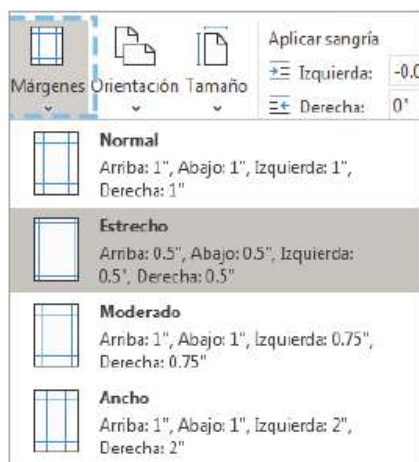 Aplicar sangría
Márgenes Orientación Tamaño
Izquierda: -0.0
Derecha: 0"
Normal
Arriba: 1", Abajo: 1", Izquierda: 1",
Derecha: 1"
Estrecho
Arriba: 0.5", Abajo: 0.5", Izquierda:
0.5", Derecha: 0.5"
Moderado
Arriba: 1", Abajo: 1", Izquierda: 0.75",
Derecha: 0.75"
Ancho
Arriba: 1", Abajo: 1", Izquierda: 2",
Derecha: 2"